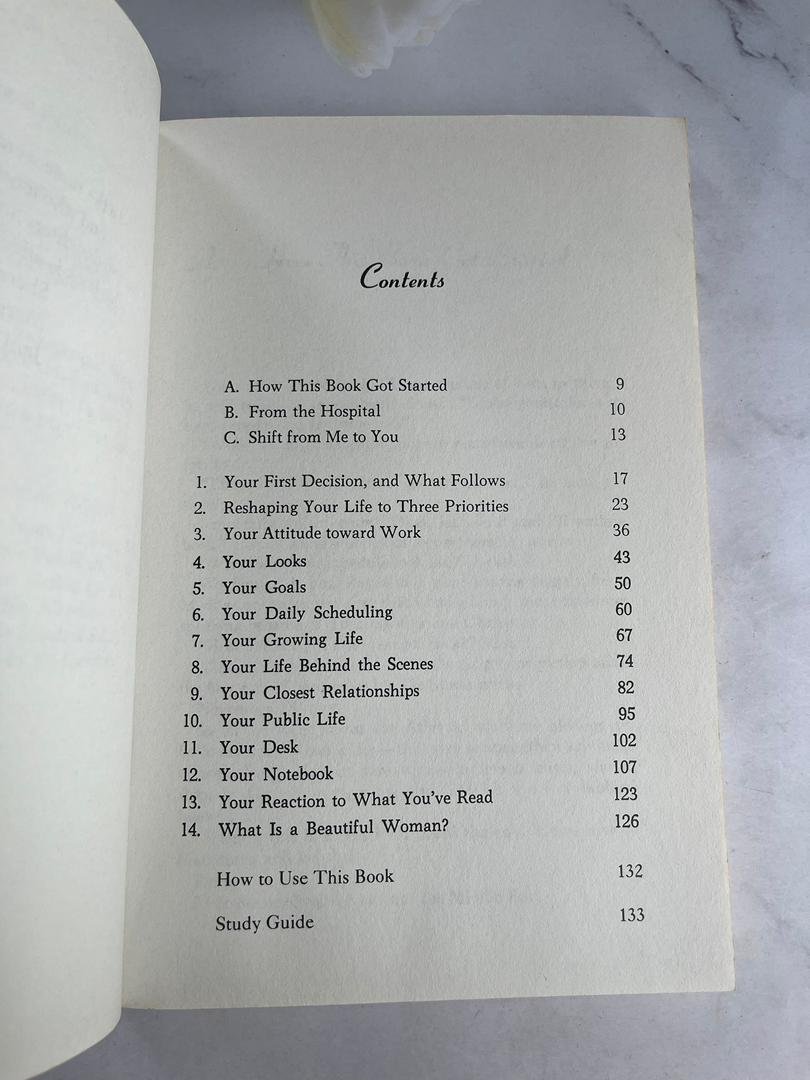 Contents
A. How This Book Got Started 9
B. From the Hospital 10
C. Shift from Me to You 13
1. Your First Decision, and What Follows 17
2. Reshaping Your Life to Three Priorities 23
3. Your Attitude toward Work 36
4. Your Looks 43
5. Your Goals 50
6. Your Daily Scheduling 60
7. Your Growing Life 67
8. Your Life Behind the Scenes 74
9. Your Closest Relationships 82
10. Your Public Life 95
11. Your Desk 102
12. Your Notebook 107
13. Your Reaction to What You've Read 123
14. What Is a Beautiful Woman? 126
How to Use This Book 132
Study Guide 133